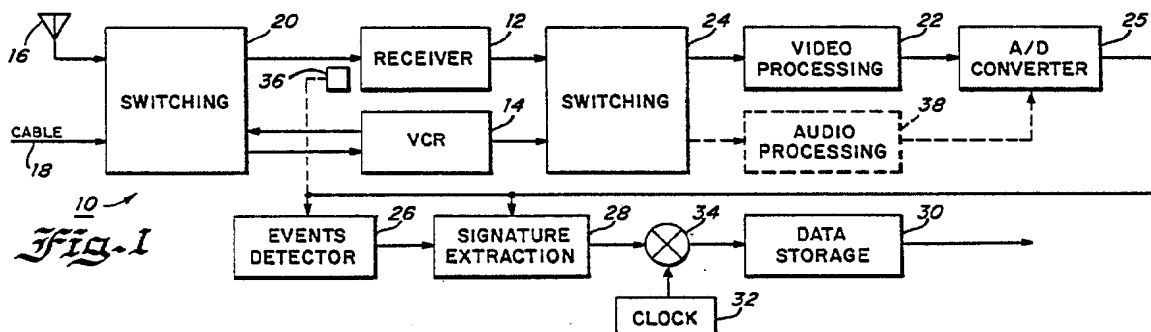 16
20
12
24
22
25
SWITCHING
RECEIVER
36
SWITCHING
VIDEO
PROCESSING
A/D
CONVERTER
CABLE
18
VCR
14
AUDIO
PROCESSING
38
10
Fig-1
EVENTS
DETECTOR
26
SIGNATURE
EXTRACTION
28
34
DATA
STORAGE
30
CLOCK
32